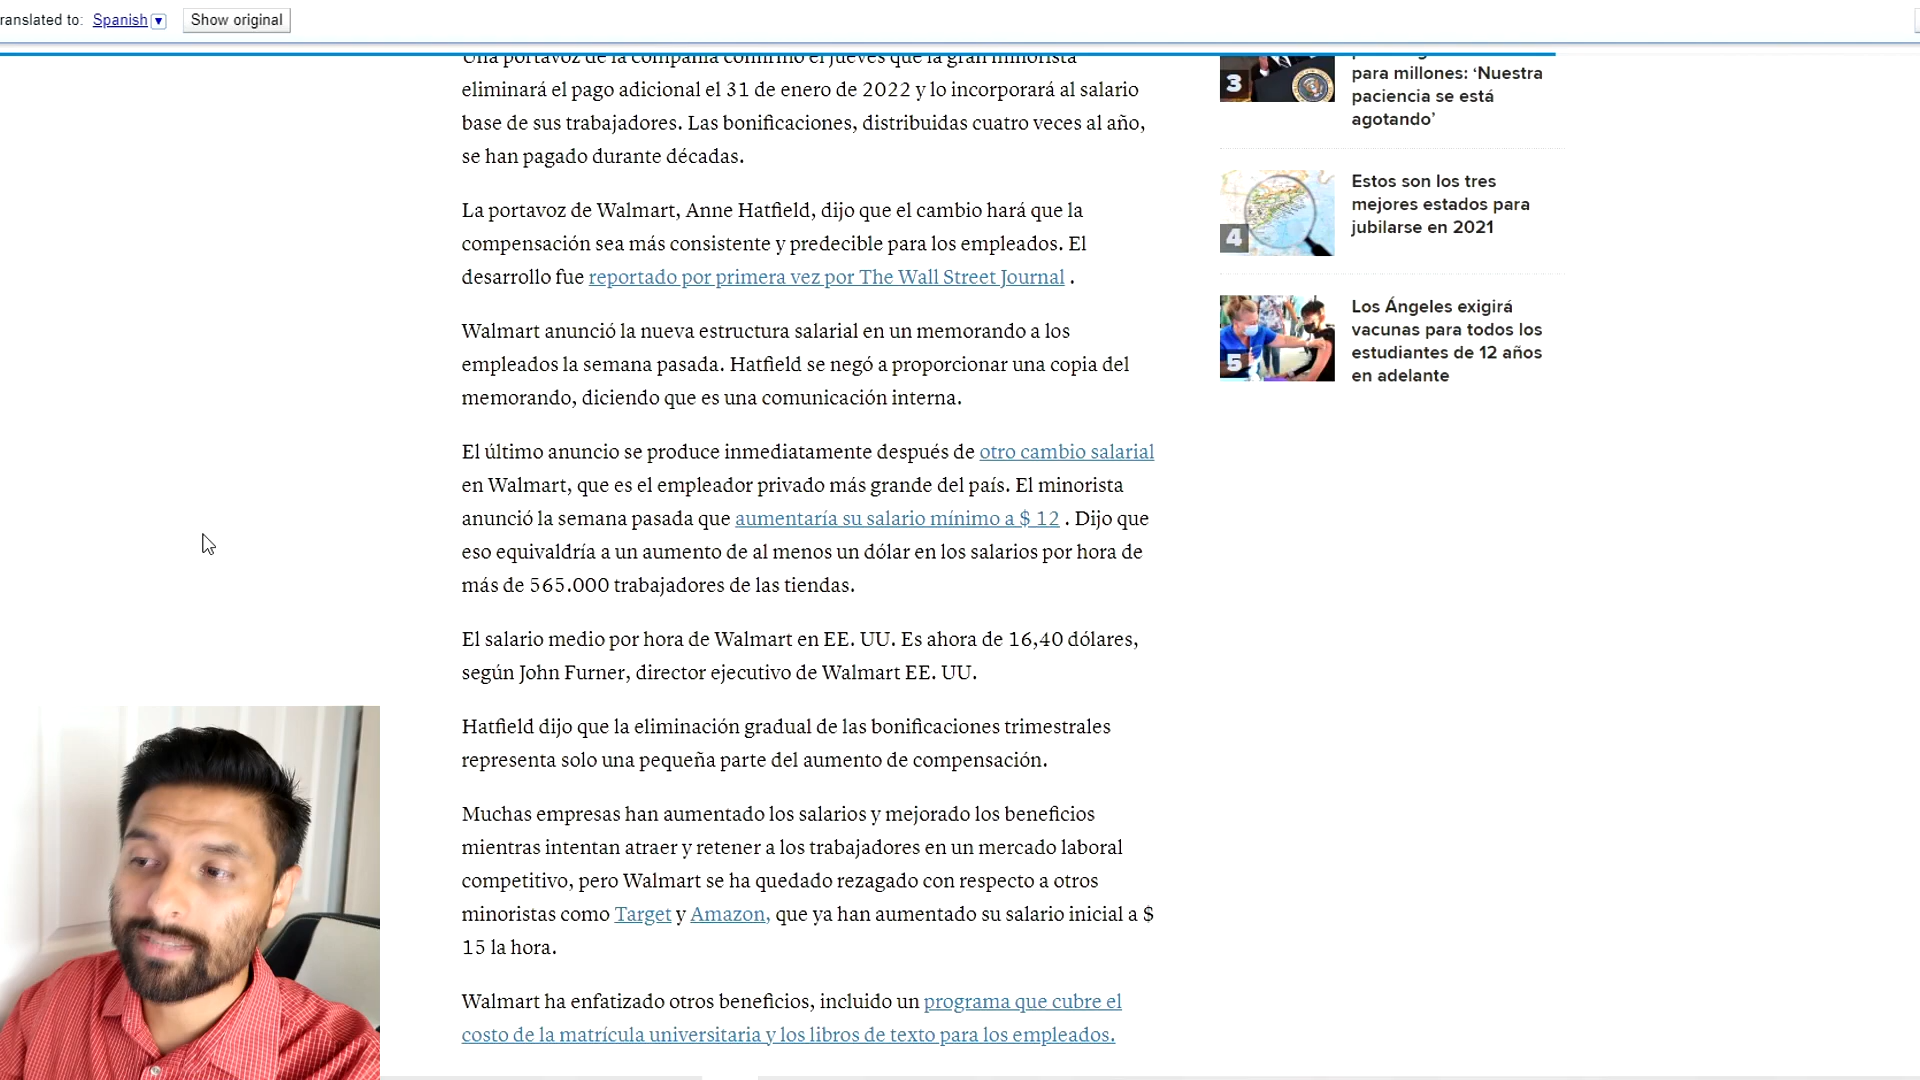 ranslated to: Spanish Show original
Una portavoz de la compañía confirmó el jueves que la gran minorista
eliminará el pago adicional el 31 de enero de 2022 y lo incorporará al salario
base de sus trabajadores. Las bonificaciones, distribuidas cuatro veces al año,
se han pagado durante décadas.
La portavoz de Walmart, Anne Hatfield, dijo que el cambio hará que la
compensación sea más consistente y predecible para los empleados. El
desarrollo fue reportado por primera vez por The Wall Street Journal .
Walmart anunció la nueva estructura salarial en un memorando a los
empleados la semana pasada. Hatfield se negó a proporcionar una copia del
memorando, diciendo que es una comunicación interna.
El último anuncio se produce inmediatamente después de otro cambio salarial
en Walmart, que es el empleador privado más grande del país. El minorista
anunció la semana pasada que aumentaría su salario mínimo a $ 12 . Dijo que
eso equivaldría a un aumento de al menos un dólar en los salarios por hora de
más de 565.000 trabajadores de las tiendas.
El salario medio por hora de Walmart en EE. UU. Es ahora de 16,40 dólares,
según John Furner, director ejecutivo de Walmart EE. UU.
Hatfield dijo que la eliminación gradual de las bonificaciones trimestrales
representa solo una pequeña parte del aumento de compensación.
Muchas empresas han aumentado los salarios y mejorado los beneficios
mientras intentan atraer y retener a los trabajadores en un mercado laboral
competitivo, pero Walmart se ha quedado rezagado con respecto a otros
minoristas como Target y Amazon, que ya han aumentado su salario inicial a $
15 la hora.
Walmart ha enfatizado otros beneficios, incluido un programa que cubre el
costo de la matrícula universitaria y los libros de texto para los empleados.
3
para millones: ‘Nuestra
paciencia se está
agotando’
4
Estos son los tres
mejores estados para
jubilarse en 2021
5
Los Ángeles exigirá
vacunas para todos los
estudiantes de 12 años
en adelante